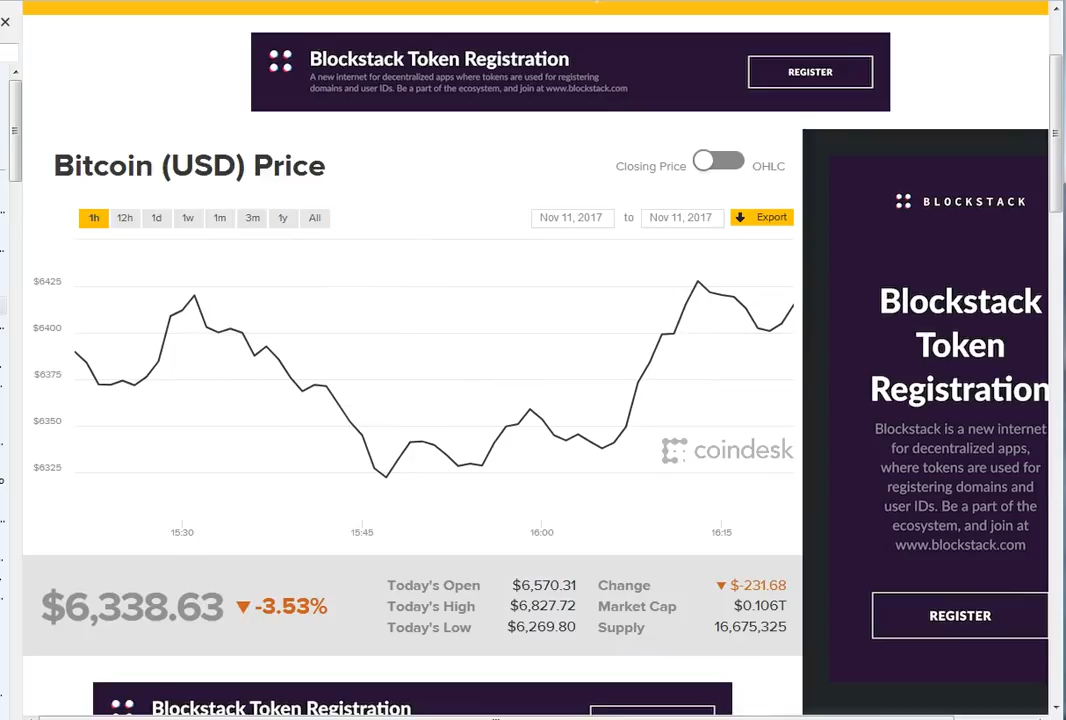 Blockstack Token Registration
A new internet for decentralized apps where tokens are used for registering
domains and user IDs. Be a part of the ecosystem, and join at www.blockstack.com
REGISTER
Bitcoin (USD) Price
Closing Price
OHLC
1h 12h 1d 1w 1m 3m 1y All
Nov 11, 2017 to Nov 11, 2017 Export
$6425
$6400
$6375
$6350
$6325
coindesk
15:30 15:45 16:00 16:15
$6,338.63 ▼ -3.53%
Today's Open $6,570.31 Change ▼ $-231.68
Today's High $6,827.72 Market Cap $0.106T
Today's Low $6,269.80 Supply 16,675,325
BLOCKSTACK
Blockstack
Token
Registration
Blockstack is a new internet
for decentralized apps,
where tokens are used for
registering domains and
user IDs. Be a part of the
ecosystem, and join at
www.blockstack.com
REGISTER
Blockstack Token Registration